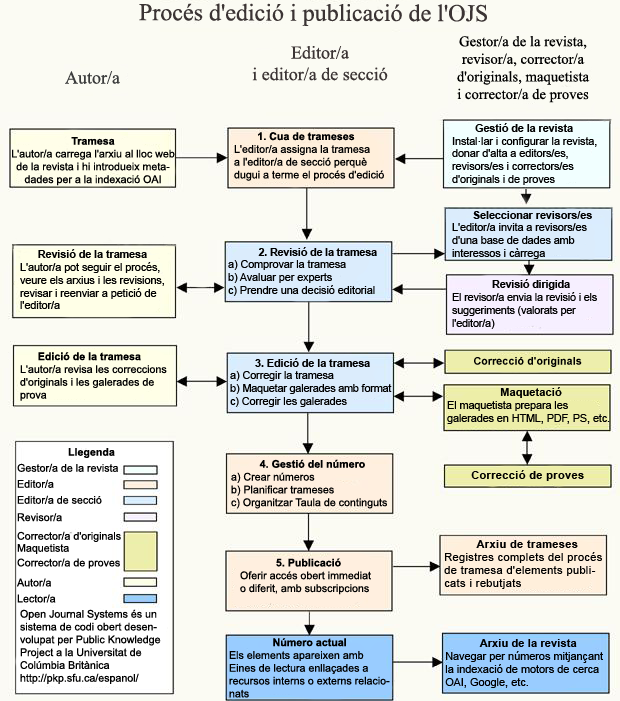 Procés d'edició i publicació de l'OJS
Autor/a
Editor/a
i editor/a de secció
Gestor/a de la revista,
revisor/a, corrector/a
d'originals, maquetista
i corrector/a de proves
Tramesa
L'autor/a carrega l'arxiu al lloc web
de la revista i hi introdueix meta-
dades per a la indexació OAI
1. Cua de trameses
L'editor/a assigna la tramesa
a l'editor/a de secció perquè
dugui a terme el procés d'edició
Gestió de la revista
Instal·lar i configurar la revista,
donar d'alta a editors/es,
revisors/es i correctors/es
d'originals i de proves
Seleccionar revisors/es
L'editor/a invita a revisors/es
d'una base de dades amb
interessos i càrrega
Revisió de la tramesa
L'autor/a pot seguir el procés,
veure els arxius i les revisions,
revisar i reenviar a petició de
l'editor/a
2. Revisió de la tramesa
a) Comprovar la tramesa
b) Avaluar per experts
c) Prendre una decisió editorial
Revisió dirigida
El revisor/a envia la revisió i els
suggeriments (valorats per
l'editor/a)
Edició de la tramesa
L'autor/a revisa les correccions
d'originals i les galerades de
prova
3. Edició de la tramesa
a) Corregir la tramesa
b) Maquetar galerades amb format
c) Corregir les galerades
Correcció d'originals
Maquetació
El maquetista prepara les
galerades en HTML, PDF, PS, etc.
Correcció de proves
Llegenda
Gestor/a de la revista
Editor/a
Editor/a de secció
Revisor/a
Corrector/a d'originals
Maquetista
Corrector/a de proves
Autor/a
Lector/a
Open Journal Systems és un
sistema de codi obert desen-
volupat per Public Knowledge
Project a la Universitat de
Colúmbia Britànica
http://pkp.sfu.ca/espanol/
4. Gestió del número
a) Crear números
b) Planificar trameses
c) Organitzar Taula de continguts
5. Publicació
Oferir accés obert immediat
o diferit, amb subscripcions
Arxiu de trameses
Registres complets del procés
de tramesa d'elements publi-
cats i rebutjats
Número actual
Els elements apareixen amb
Eines de lectura enllaçades a
recursos interns o externs relacio-
nats
Arxiu de la revista
Navegar per números mitjançant
la indexació de motors de cerca
OAI, Google, etc.